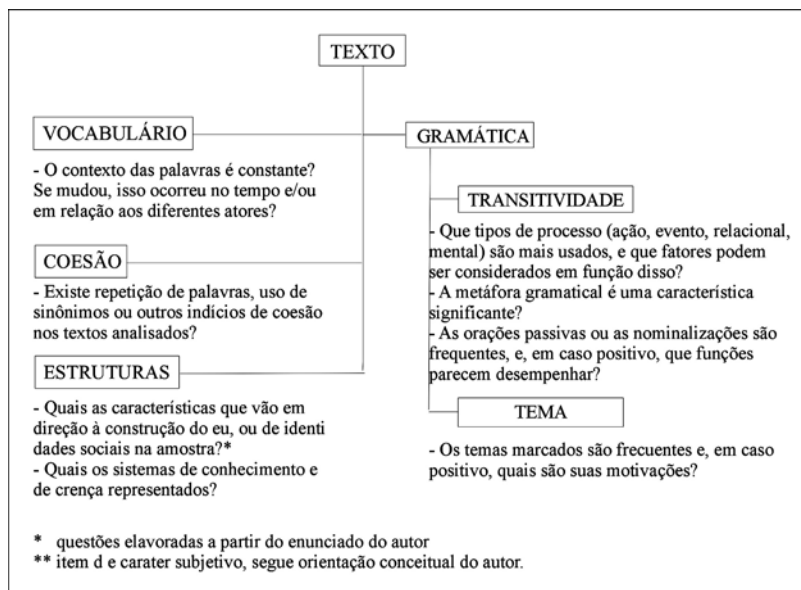 TEXTO
VOCABULÁRIO
- O contexto das palavras é constante?
Se mudou, isso ocorreu no tempo e/ou
em relação aos diferentes atores?
COESÃO
- Existe repetição de palavras, uso de
sinônimos ou outros indícios de coesão
nos textos analisados?
ESTRUTURAS
- Quais as características que vão em
direção à construção do eu, ou de identi
dades sociais na amostra?*
- Quais os sistemas de conhecimento e
de crença representados?
GRAMÁTICA
TRANSITIVIDADE
- Que tipos de processo (ação, evento, relacional,
mental) são mais usados, e que fatores podem
ser considerados em função disso?
- A metáfora gramatical é uma característica
significante?
- As orações passivas ou as nominalizações são
frequentes, e, em caso positivo, que funções
parecem desempenhar?
TEMA
- Os temas marcados são frecuentes e, em caso
positivo, quais são suas motivações?
* questões elavoradas a partir do enunciado do autor
** item d e carater subjetivo, segue orientação conceitual do autor.